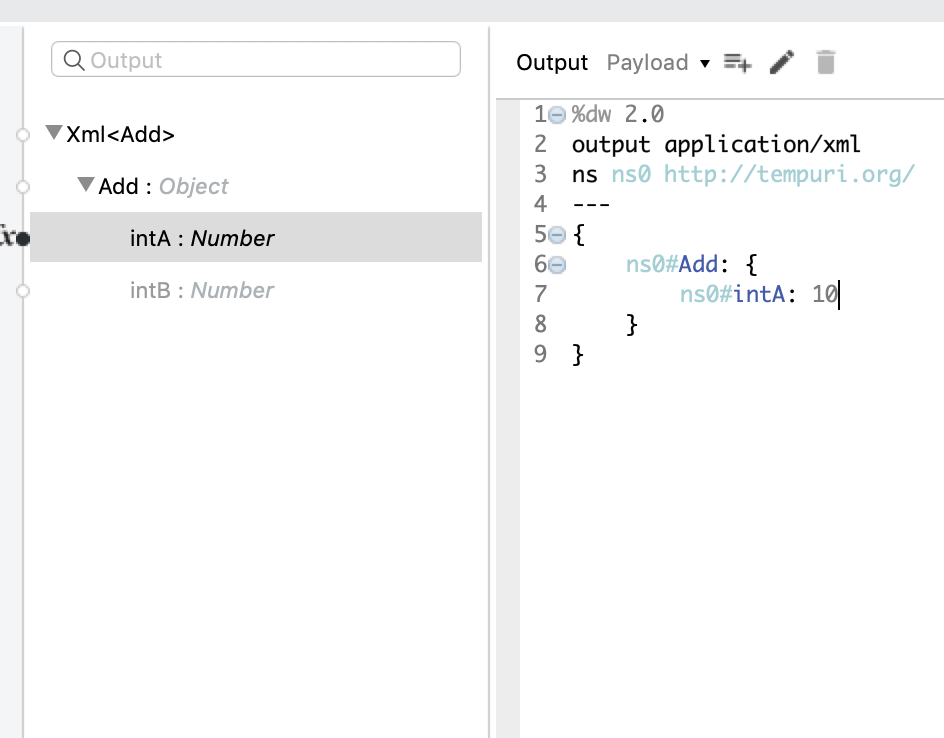 Output
Xml<Add>
Add : Object
intA : Number
intB : Number
Output Payload
1 %dw 2.0
2 output application/xml
3 ns ns0 http://tempuri.org/
4 ---
5 {
6 ns0#Add: {
7 ns0#intA: 10
8 }
9 }